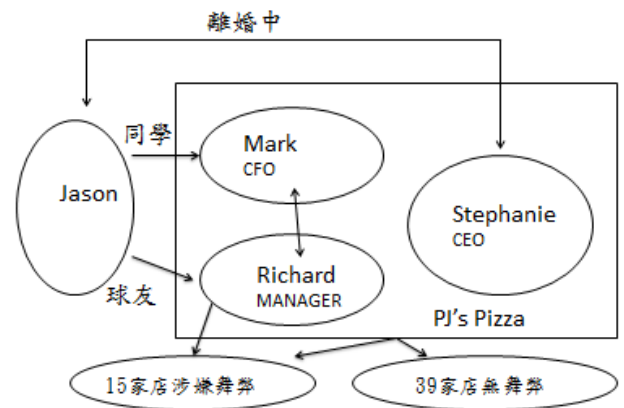 離婚中
同學
Mark
CFO
Jason
Stephanie
CEO
Richard
MANAGER
球友
PJ's Pizza
15家店涉嫌舞弊
39家店無舞弊